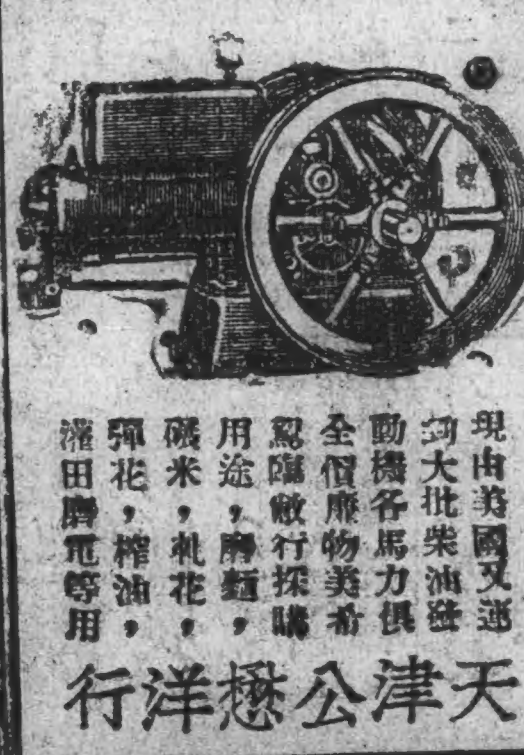 現由美國又運
到大批柴油發
動機各馬力俱
全價廉物美希
駕臨敝行採購
用途，磨麵，
碾米，軋花，
彈花，榨油，
灌田磨電等用
天津公懋洋行